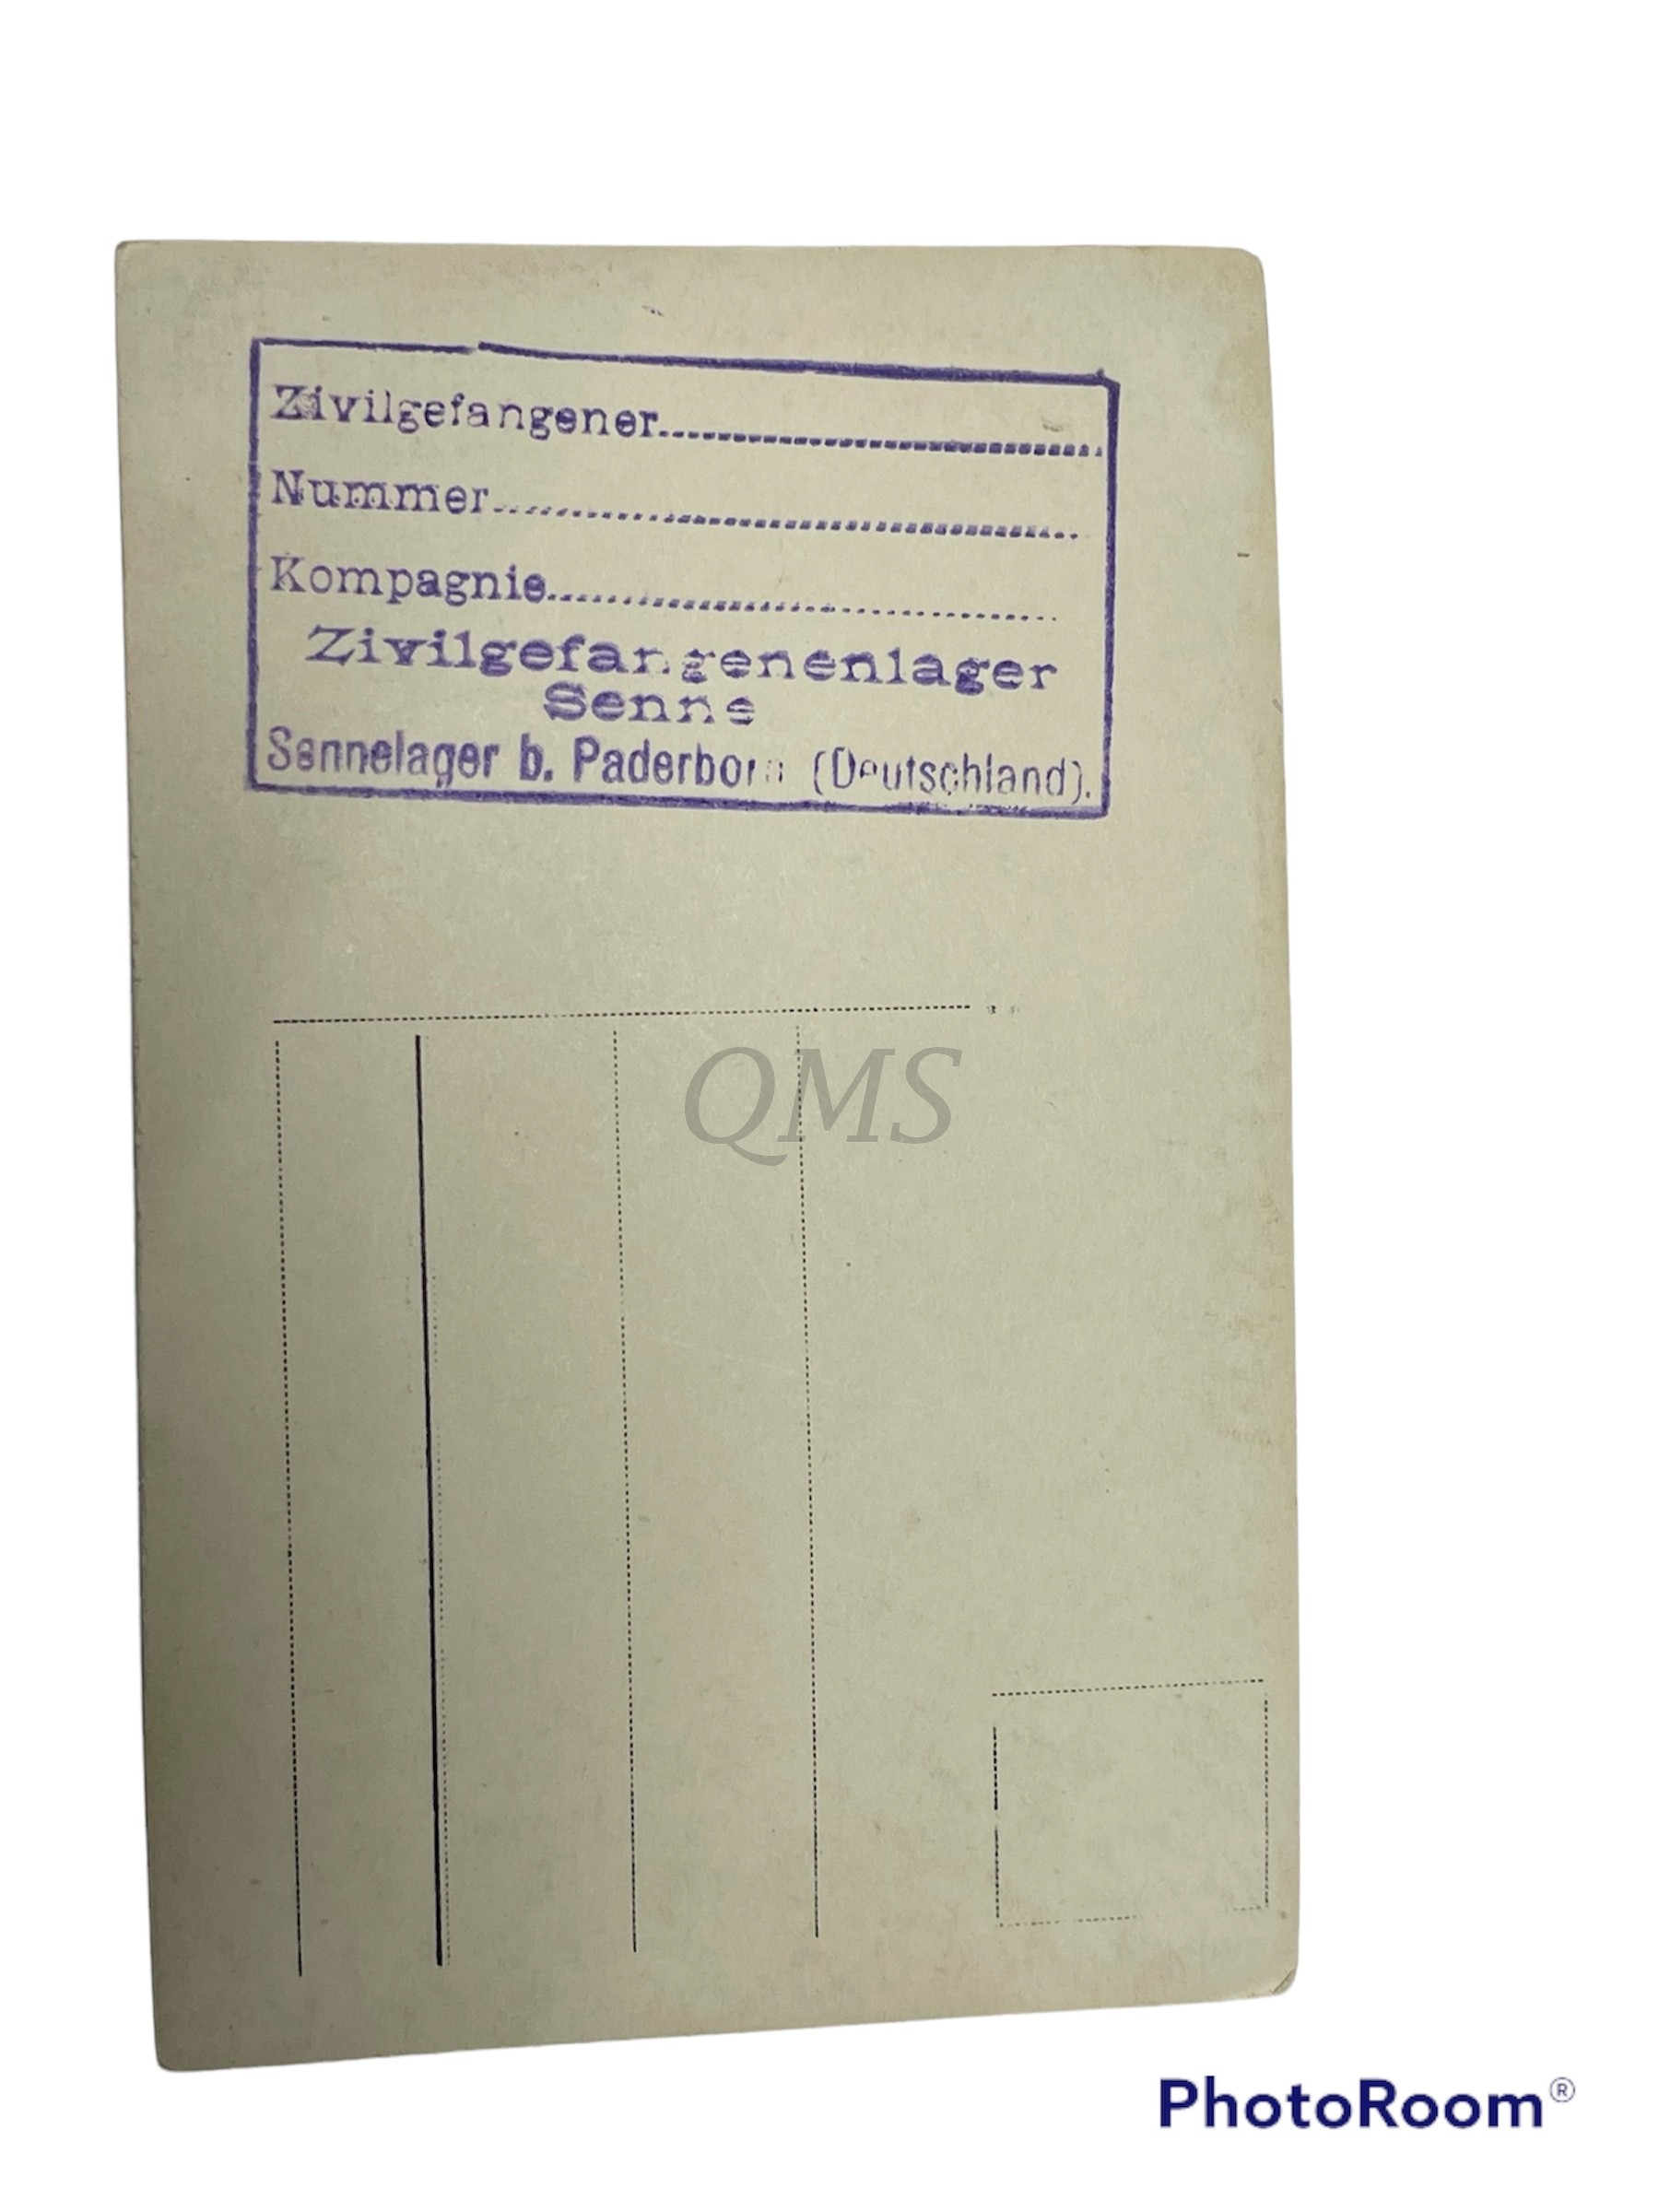 Zivilgefangener
Nummer
Kompagnie
Zivilgefangenenlager
Senne
Sennelager b. Paderborn (Deutschland).
QMS
PhotoRoom®